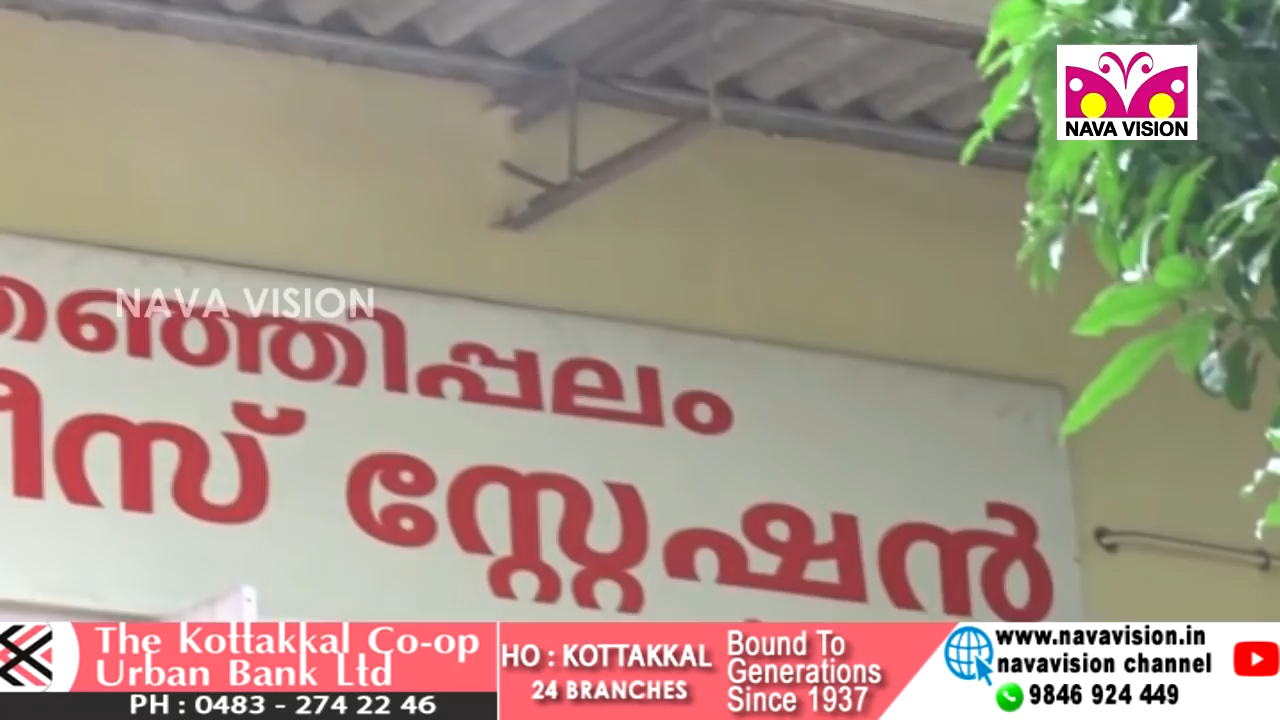 NAVA VISION
NAVA VISION
തഞ്ഞിപ്പലം
ീസ് സ്റ്റേഷൻ
The Kottakkal Co-op
Urban Bank Ltd
PH : 0483 - 274 22 46
HO : KOTTAKKAL
24 BRANCHES
Bound To
Generations
Since 1937
www.navavision.in
navavision channel
9846 924 449